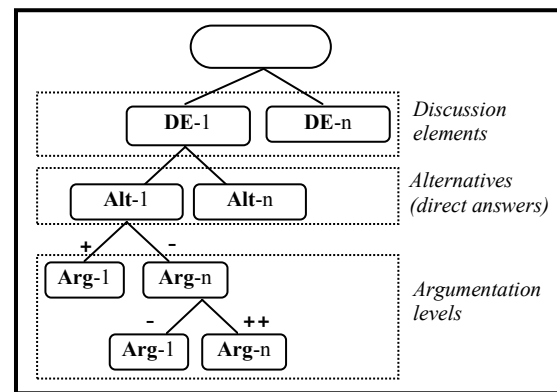 DE-1 DE-n
Discussion
elements
Alt-1 Alt-n
Alternatives
(direct answers)
+ -
Arg-1 Arg-n
Argumentation
levels
- ++
Arg-1 Arg-n